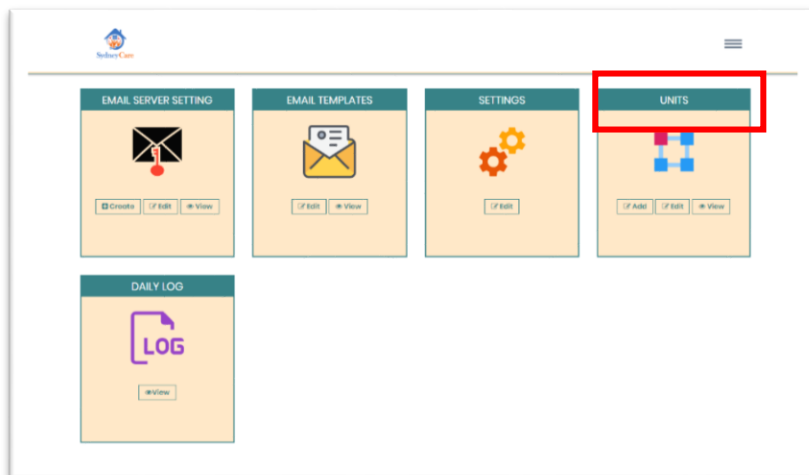 SydneyCare
EMAIL SERVER SETTING
EMAIL TEMPLATES
SETTINGS
UNITS
Create Edit View
Edit View
Edit
Add Edit View
DAILY LOG
LOG
View